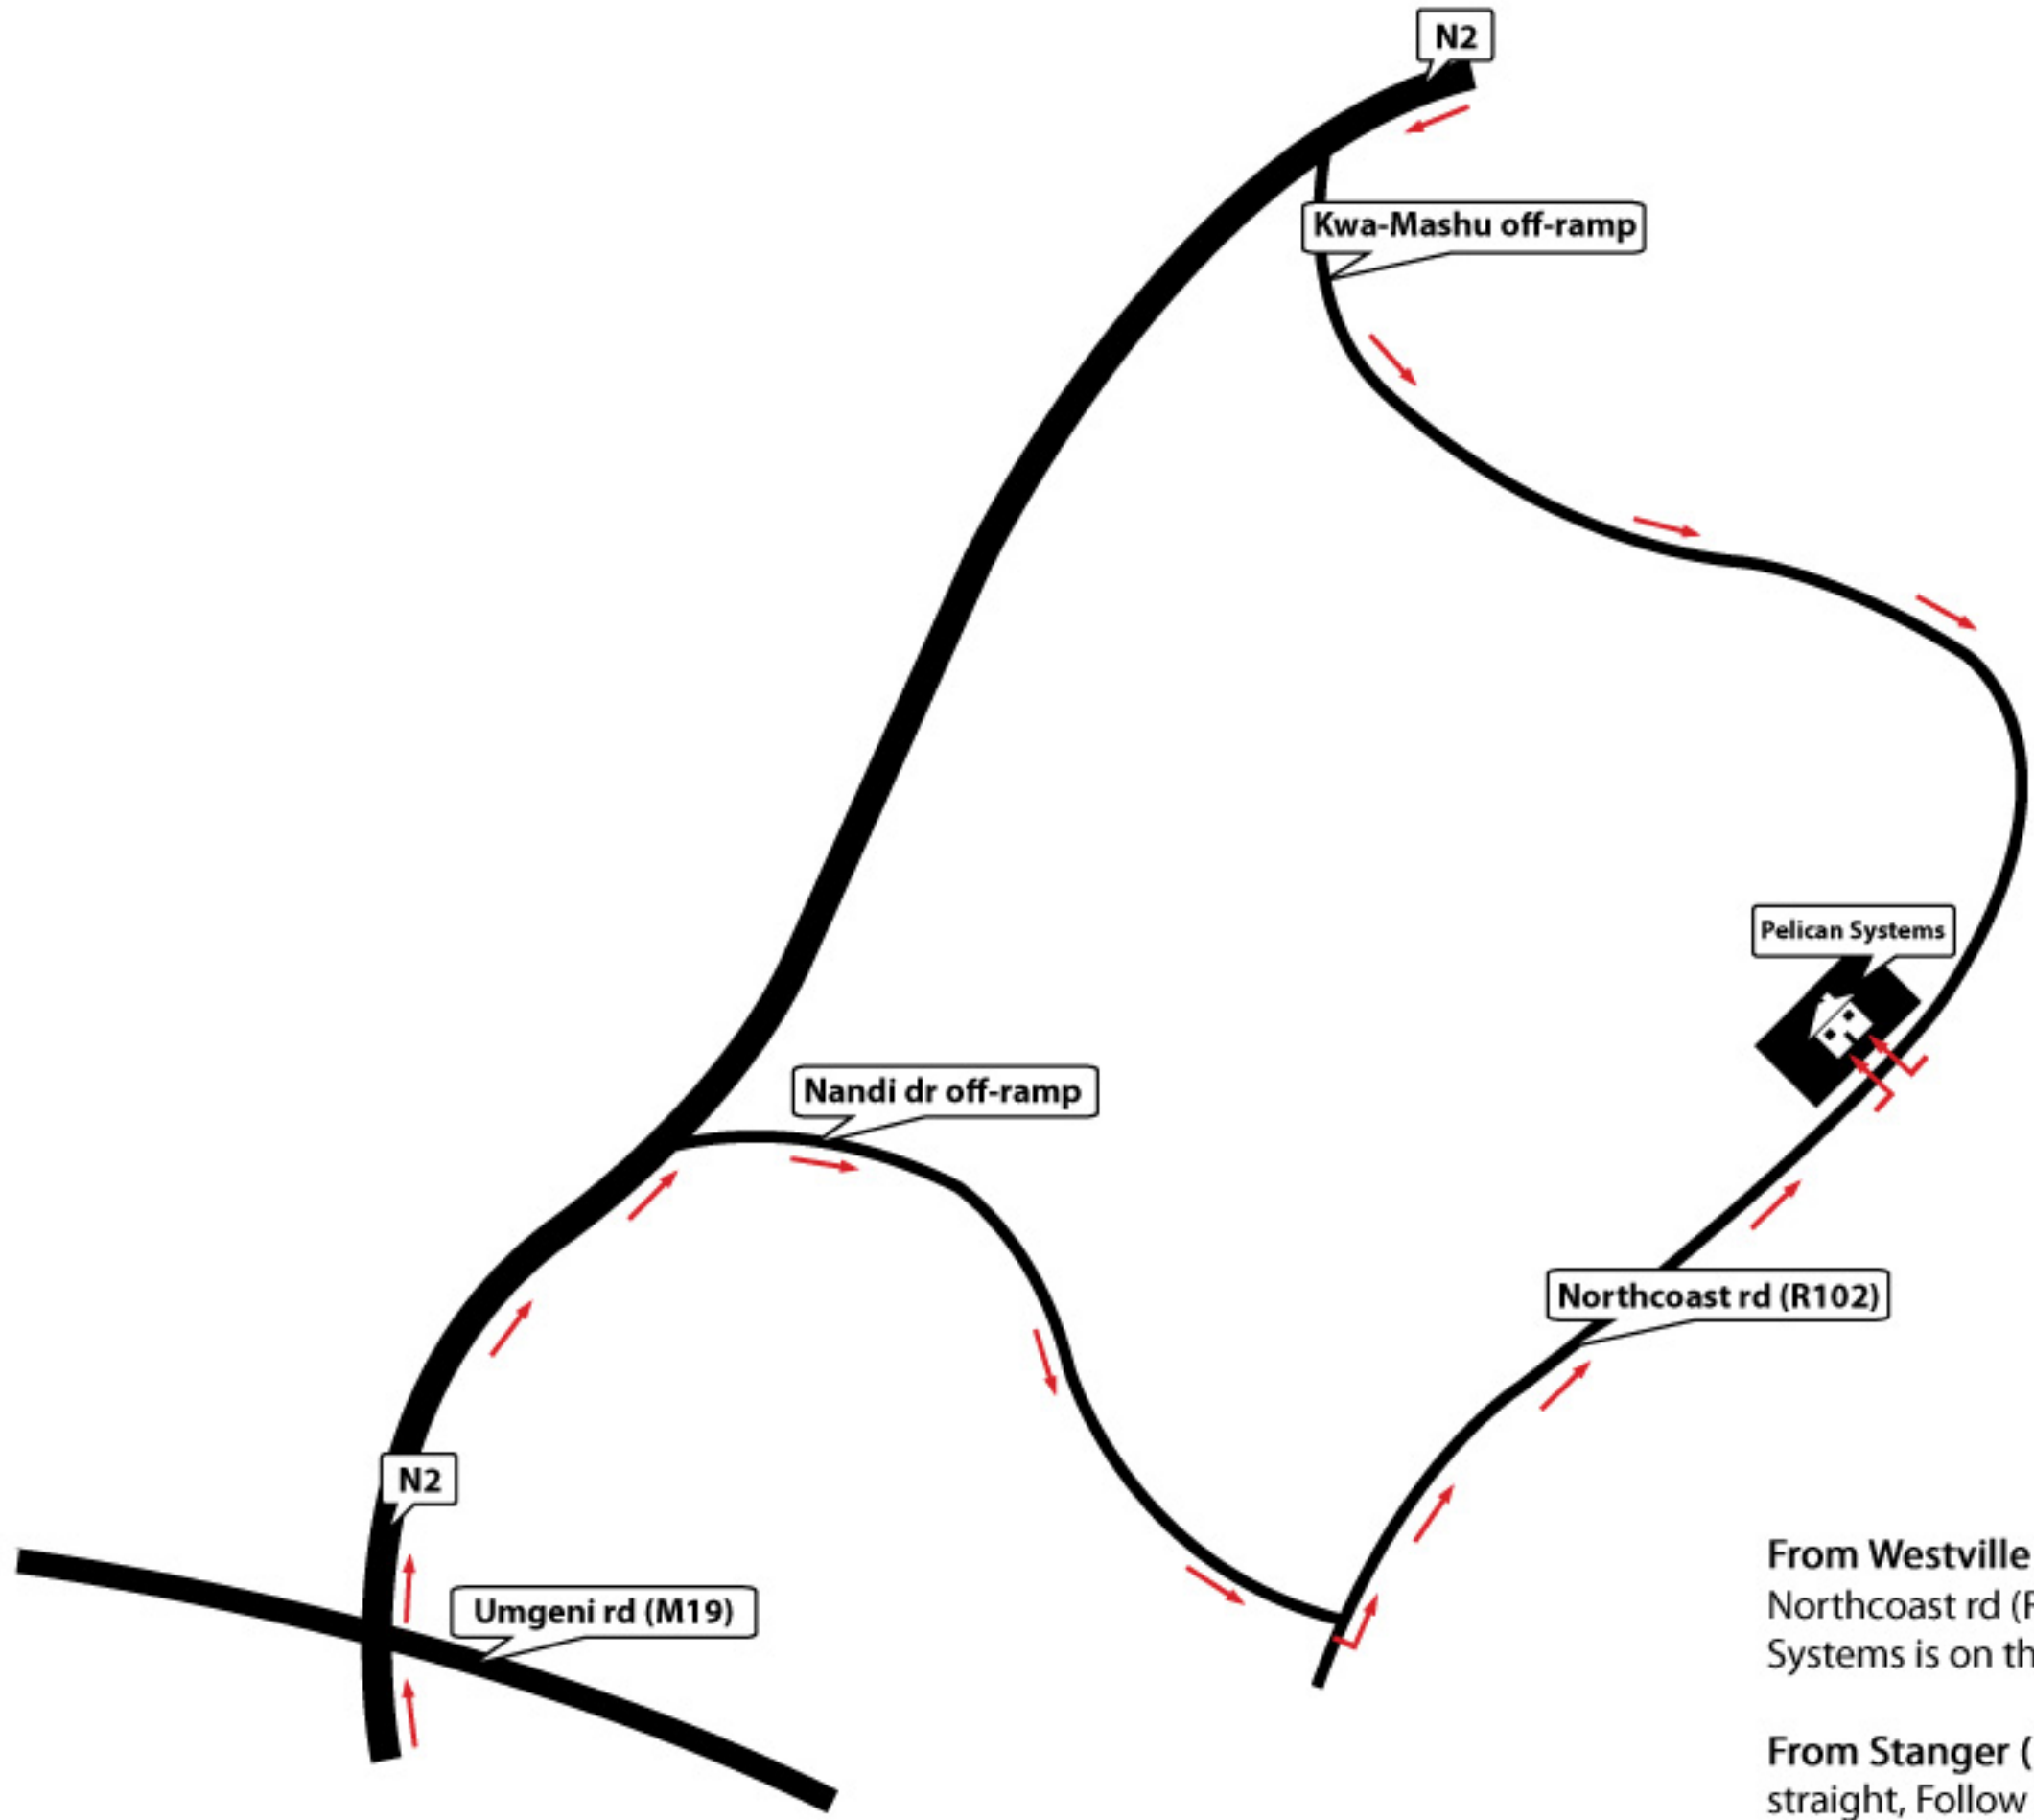 N2
Kwa-Mashu off-ramp
Pelican Systems
Nandi dr off-ramp
Northcoast rd (R102)
N2
Umgeni rd (M19)
From Westville
Northcoast rd (
Systems is on
From Stanger (
straight, Follow